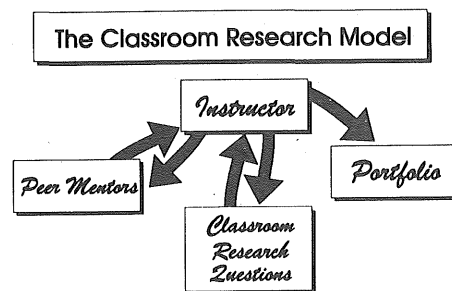 The Classroom Research Model
Instructor
Peer Mentors
Portfolio
Classroom
Research
Questions